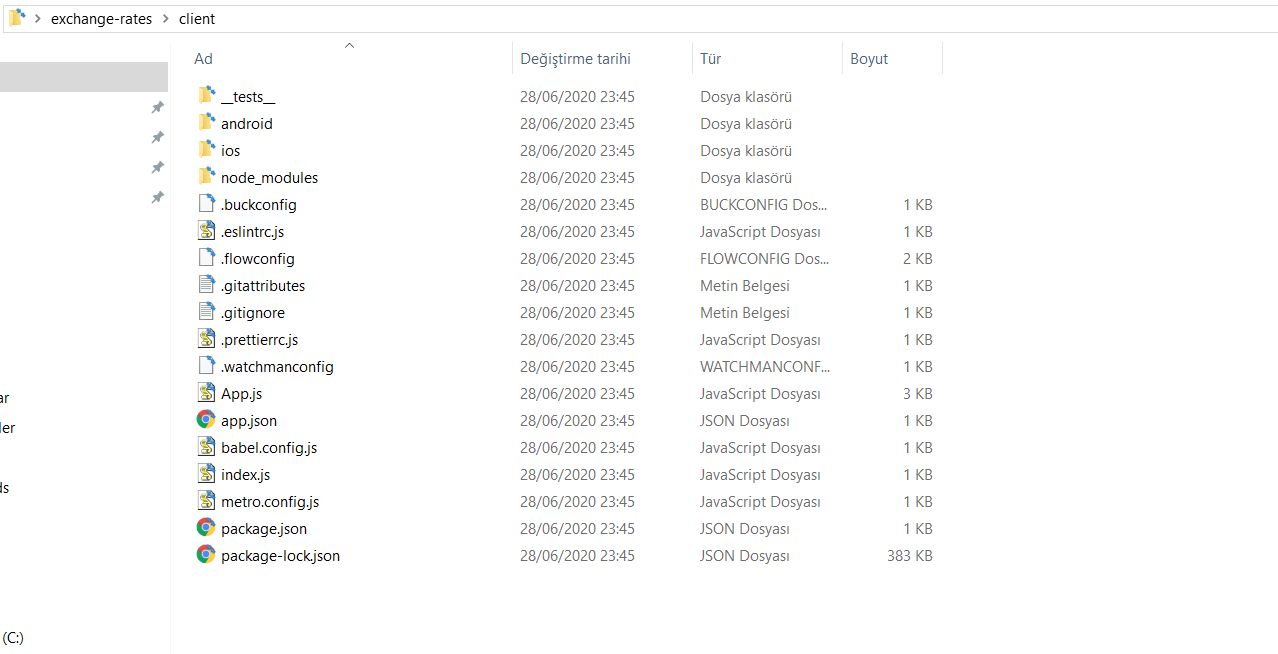 exchange-rates > client
Ad Değiştirme tarihi Tür Boyut
__tests__ 28/06/2020 23:45 Dosya klasörü
android 28/06/2020 23:45 Dosya klasörü
ios 28/06/2020 23:45 Dosya klasörü
node_modules 28/06/2020 23:45 Dosya klasörü
.buckconfig 28/06/2020 23:45 BUCKCONFIG Dos... 1 KB
.eslintrc.js 28/06/2020 23:45 JavaScript Dosyası 1 KB
.flowconfig 28/06/2020 23:45 FLOWCONFIG Dos... 2 KB
.gitattributes 28/06/2020 23:45 Metin Belgesi 1 KB
.gitignore 28/06/2020 23:45 Metin Belgesi 1 KB
.prettierrc.js 28/06/2020 23:45 JavaScript Dosyası 1 KB
.watchmanconfig 28/06/2020 23:45 WATCHMANCONF... 1 KB
App.js 28/06/2020 23:45 JavaScript Dosyası 3 KB
ar
app.json 28/06/2020 23:45 JSON Dosyası 1 KB
ler
babel.config.js 28/06/2020 23:45 JavaScript Dosyası 1 KB
index.js 28/06/2020 23:45 JavaScript Dosyası 1 KB
ds
metro.config.js 28/06/2020 23:45 JavaScript Dosyası 1 KB
package.json 28/06/2020 23:45 JSON Dosyası 1 KB
package-lock.json 28/06/2020 23:45 JSON Dosyası 383 KB
(C:)